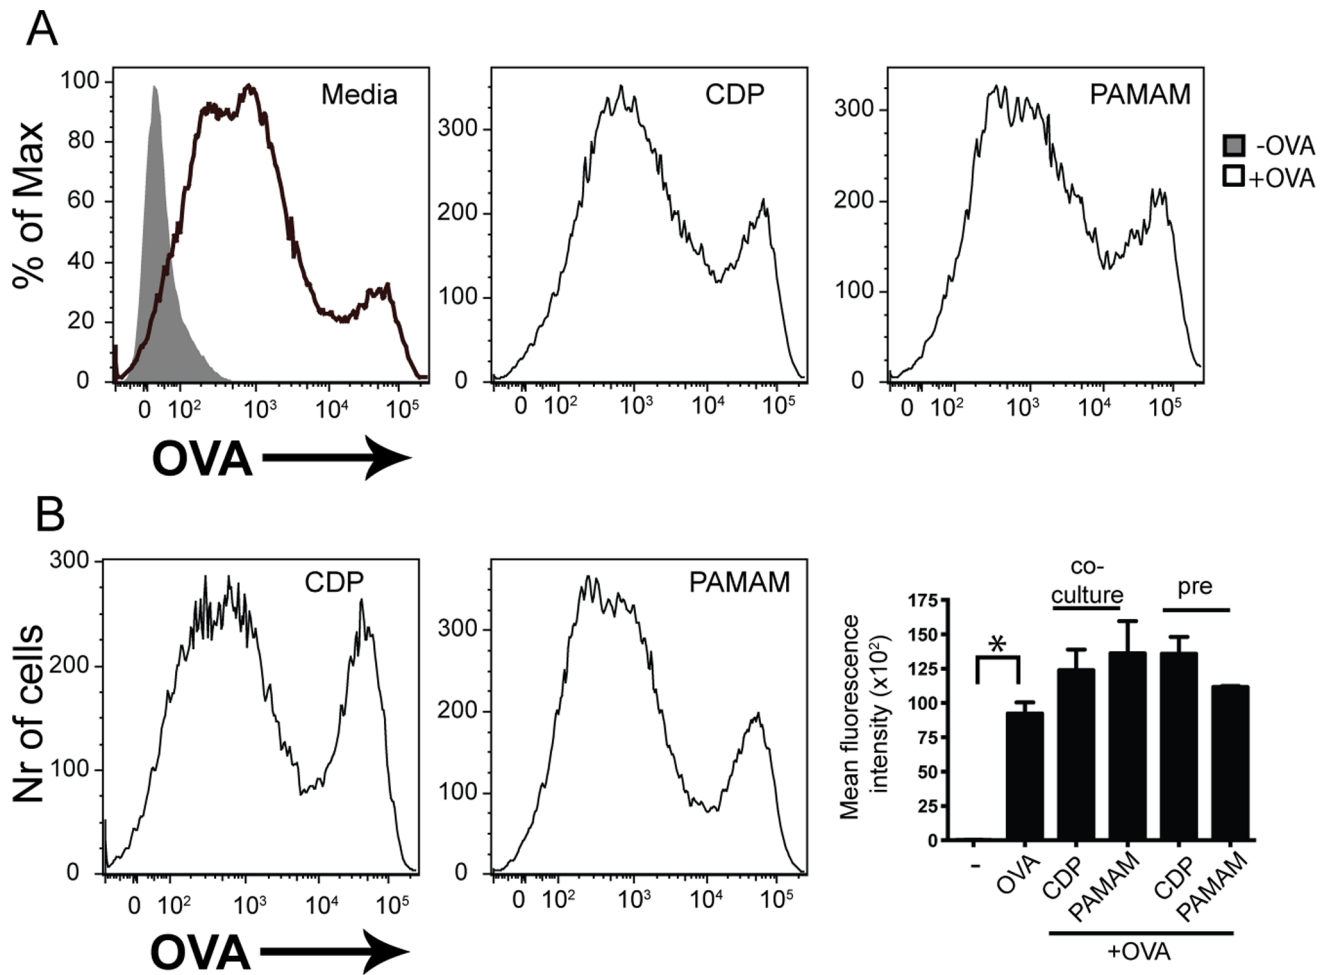 A
Media
CDP
PAMAM
-OVA
+OVA
% of Max
100
80
60
40
20
0
0 10² 10³ 10⁴ 10⁵
300
200
100
0
0 10² 10³ 10⁴ 10⁵
300
200
100
0
0 10² 10³ 10⁴ 10⁵
OVA
B
CDP
PAMAM
Nr of cells
300
200
100
0
0 10² 10³ 10⁴ 10⁵
OVA
300
200
100
0
0 10² 10³ 10⁴ 10⁵
co-
culture
pre
*
Mean fluorescence
intensity (x10²)
175
150
125
100
75
50
25
0
- OVA CDP PAMAM CDP PAMAM
+OVA